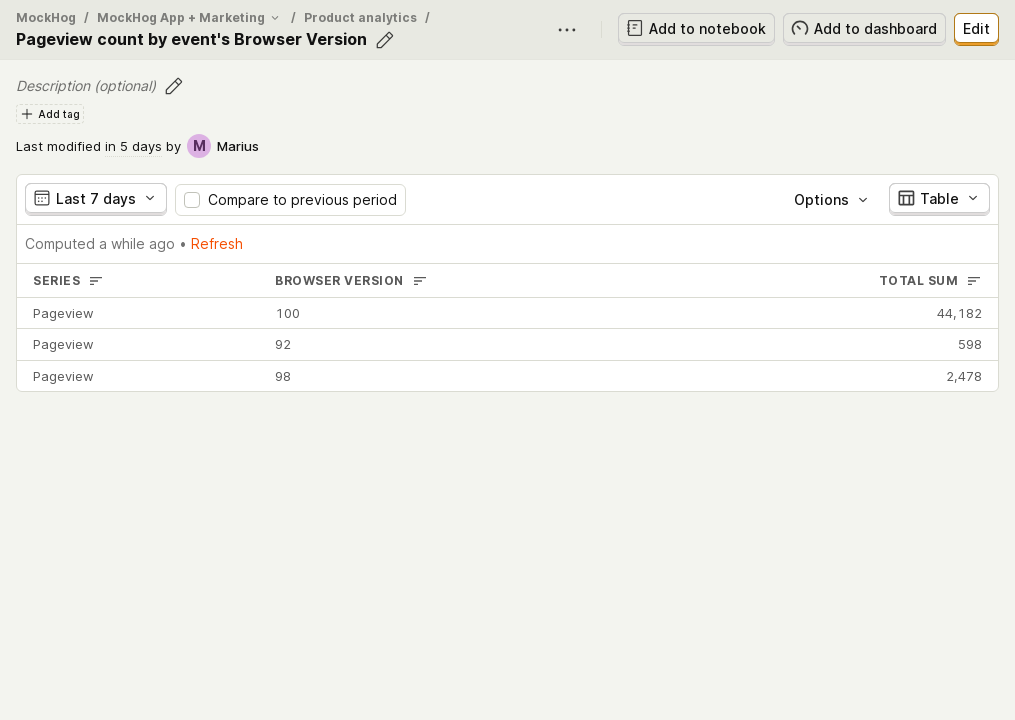 MockHog / MockHog App + Marketing / Product analytics /
Pageview count by event's Browser Version
Add to notebook
Add to dashboard
Edit
Description (optional)
Add tag
Last modified in 5 days by M Marius
Last 7 days
Compare to previous period
Options
Table
Computed a while ago • Refresh
SERIES BROWSER VERSION TOTAL SUM
Pageview 100 44,182
Pageview 92 598
Pageview 98 2,478